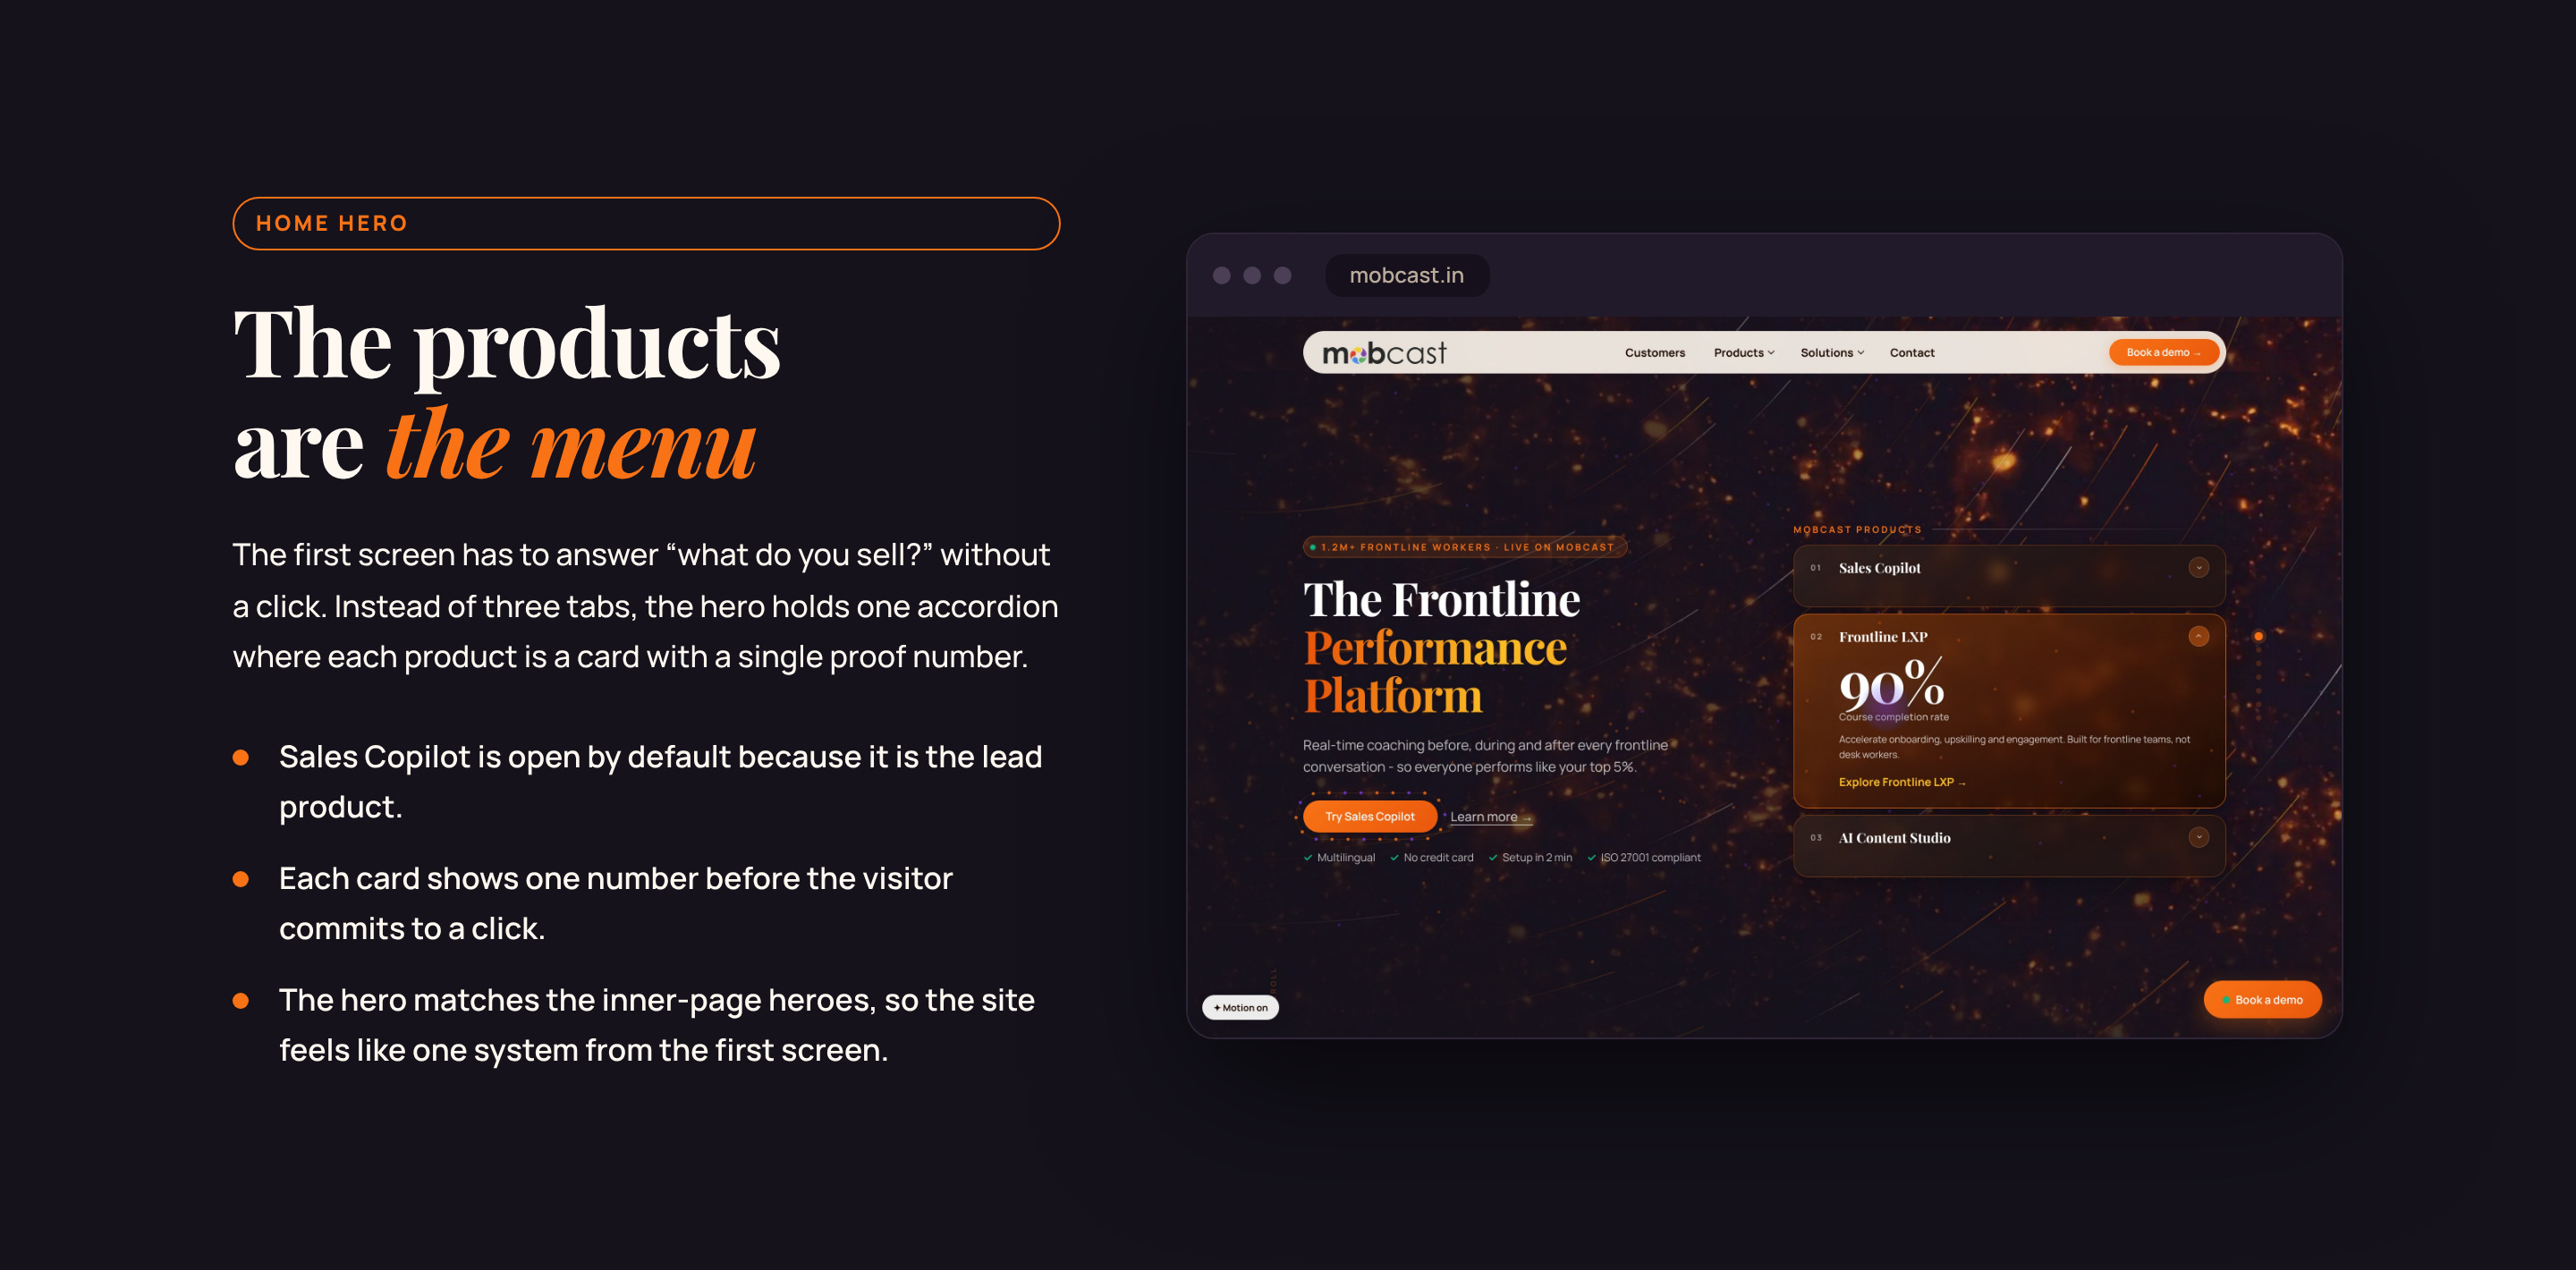 HOME HERO
The products
are the menu
The first screen has to answer “what do you sell?” without
a click. Instead of three tabs, the hero holds one accordion
where each product is a card with a single proof number.
Sales Copilot is open by default because it is the lead
product.
Each card shows one number before the visitor
commits to a click.
The hero matches the inner-page heroes, so the site
feels like one system from the first screen.
mobcast.in
mobcast
Customers Products Solutions Contact
Book a demo →
1.2M+ FRONTLINE WORKERS · LIVE ON MOBCAST
The Frontline
Performance
Platform
Real-time coaching before, during and after every frontline
conversation - so everyone performs like your top 5%.
Try Sales Copilot Learn more →
✓ Multilingual ✓ No credit card ✓ Setup in 2 min ✓ ISO 27001 compliant
MOBCAST PRODUCTS
01 Sales Copilot
02 Frontline LXP
90%
Course completion rate
Accelerate onboarding, upskilling and engagement. Built for frontline teams, not
desk workers.
Explore Frontline LXP →
03 AI Content Studio
✦ Motion on
Book a demo